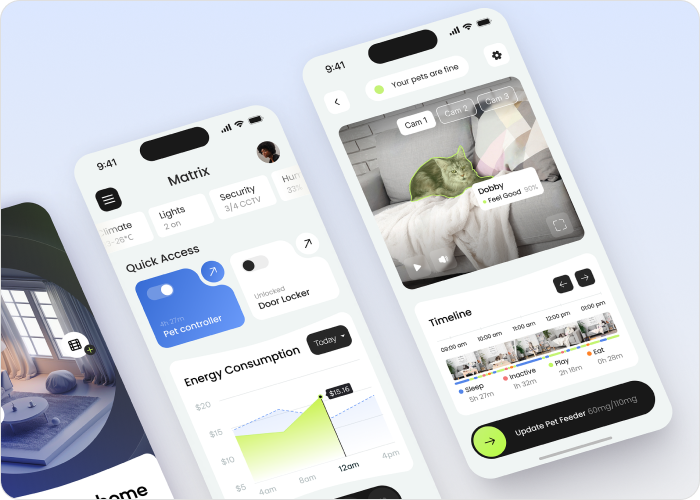 home
9:41
Matrix
-26°C
Lights
2 on
Security
3/4 CCTV
Quick Access
4h 27m
Pet controller
Unlocked
Door Locker
Energy Consumption
Today
$20
$15
$10
$5
$15.16
4am
8am
12am
4pm
9:41
Your pets are fine
Cam 1
Cam 2
Cam 3
Dobby
Feel Good 90%
Timeline
09:00 am
10:00 am
11:00 am
12:00 pm
01:00 pm
Sleep
5h 27m
Inactive
1h 32m
Play
2h 16m
Eat
0h 28m
Update Pet Feeder 60mg/110mg